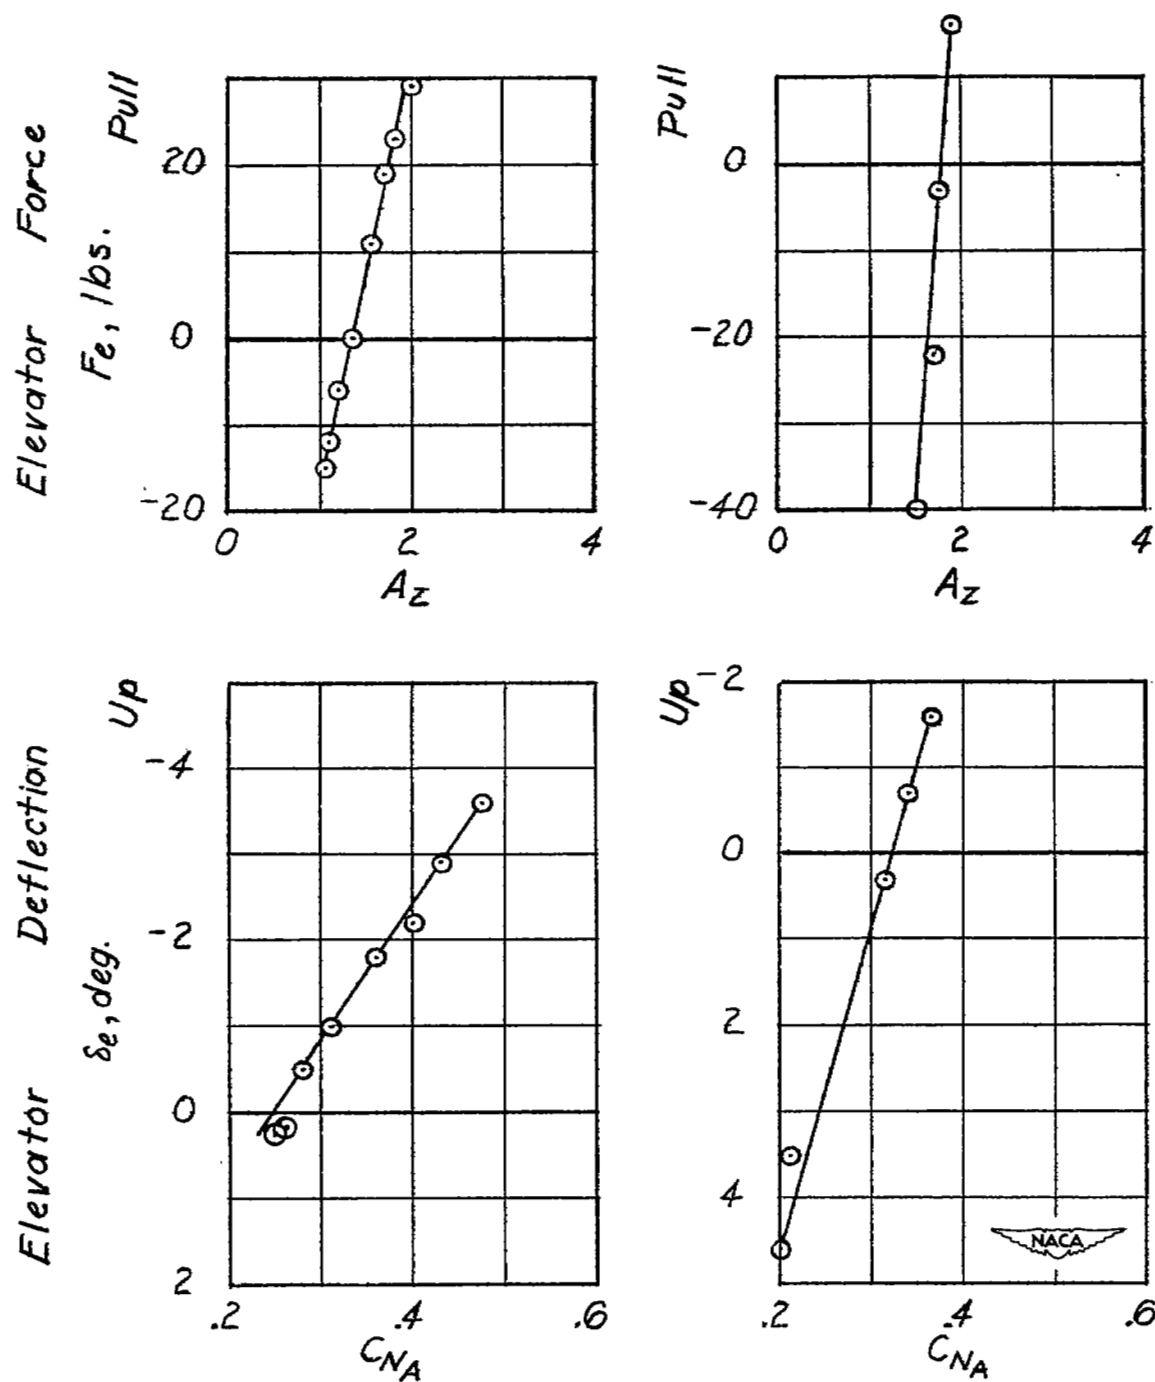 Elevator Force
Fe, lbs.
Pull
20
0
-20
0 2 4
Az
Pull
0
-20
-40
0 2 4
Az
Elevator Deflection
δe, deg.
Up
-4
-2
0
2
.2 .4 .6
CNA
Up
-2
0
2
4
.2 .4 .6
CNA
NACA